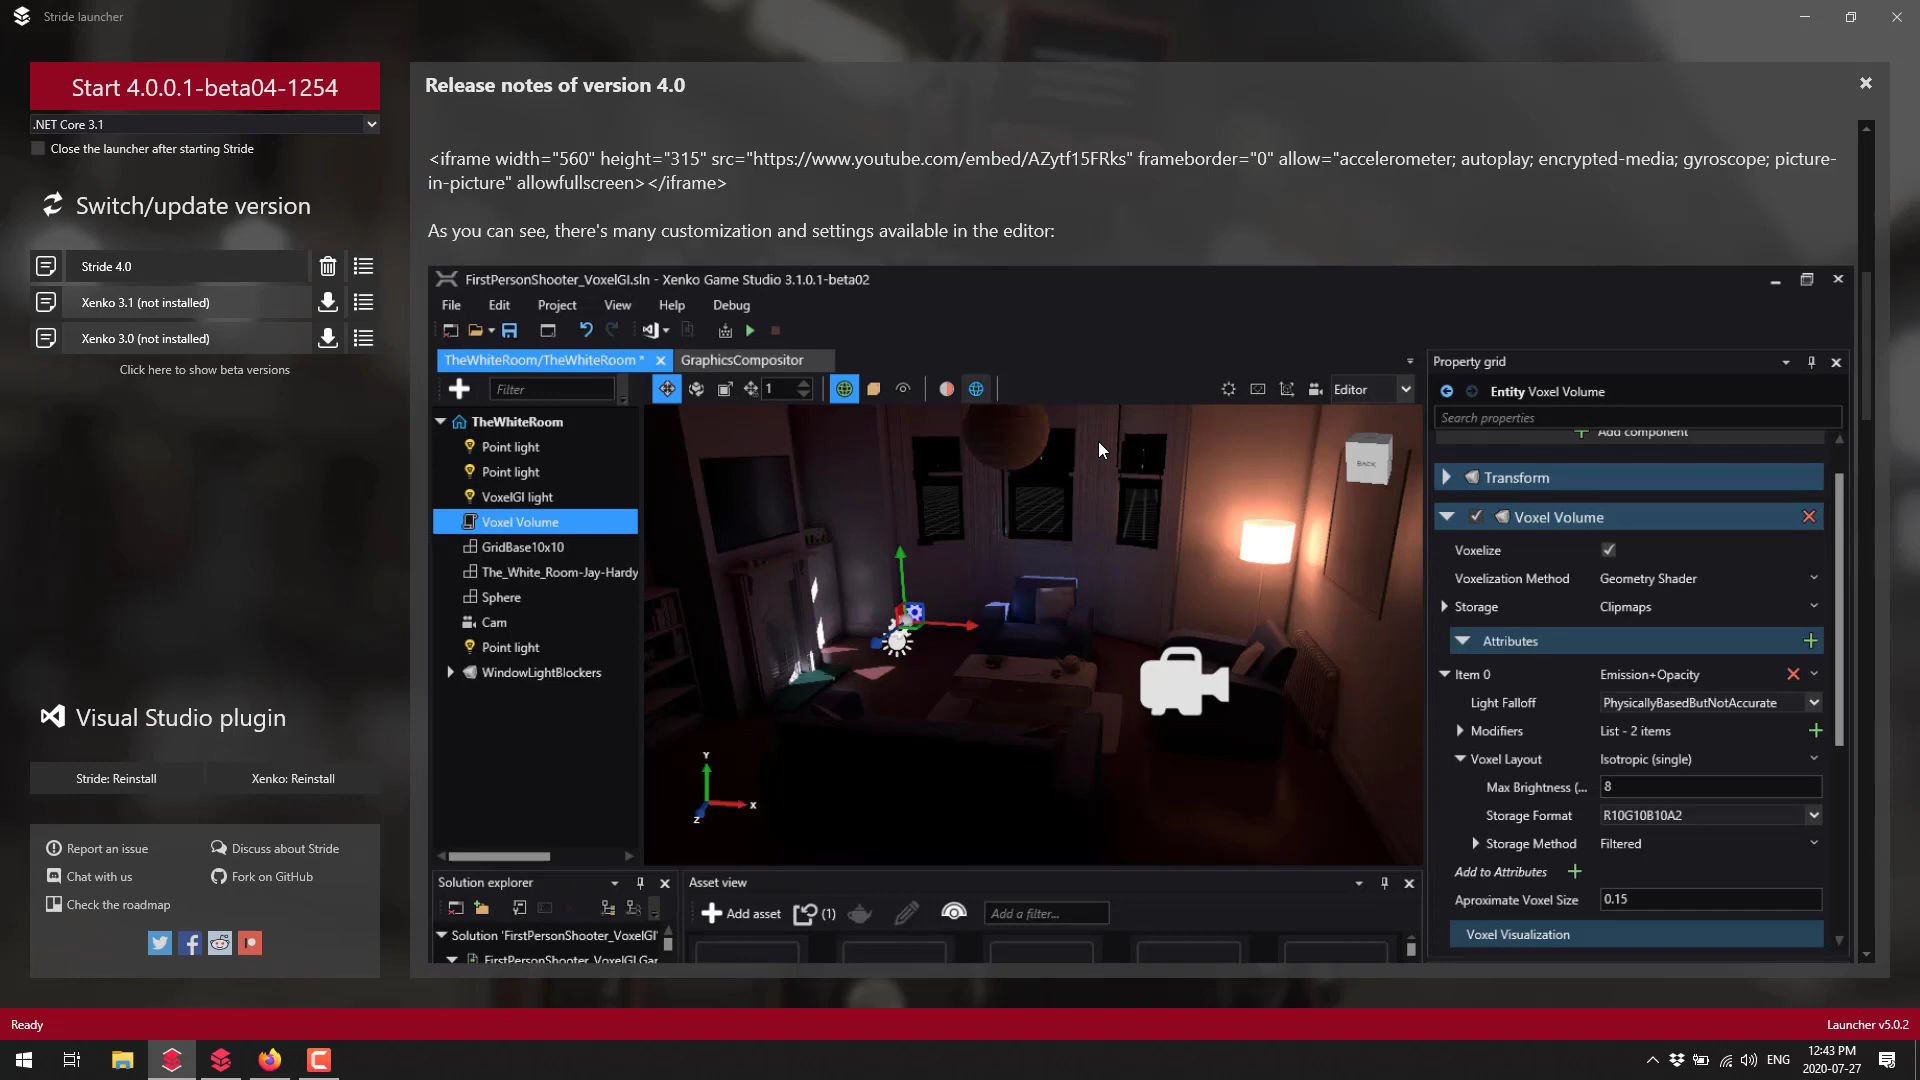 Stride launcher
Start 4.0.0.1-beta04-1254
.NET Core 3.1
Close the launcher after starting Stride
Switch/update version
Stride 4.0
Xenko 3.1 (not installed)
Xenko 3.0 (not installed)
Click here to show beta versions
Visual Studio plugin
Stride: Reinstall
Xenko: Reinstall
Report an issue
Discuss about Stride
Chat with us
Fork on GitHub
Check the roadmap
Release notes of version 4.0
<iframe width="560" height="315" src="https://www.youtube.com/embed/AZytf15FRks" frameborder="0" allow="accelerometer; autoplay; encrypted-media; gyroscope; picture-
in-picture" allowfullscreen></iframe>
As you can see, there's many customization and settings available in the editor:
FirstPersonShooter_VoxelGI.sln - Xenko Game Studio 3.1.0.1-beta02
File Edit Project View Help Debug
TheWhiteRoom/TheWhiteRoom *
GraphicsCompositor
Filter
1
Editor
TheWhiteRoom
Point light
Point light
VoxelGI light
Voxel Volume
GridBase10x10
The_White_Room-Jay-Hardy
Sphere
Cam
Point light
WindowLightBlockers
BACK
Y
X
Z
Solution explorer
Solution 'FirstPersonShooter_VoxelGI'
FirstPersonShooter_VoxelGI.Gar
Asset view
Add asset
(1)
Add a filter...
Property grid
Entity Voxel Volume
Search properties
Add component
Transform
Voxel Volume
Voxelize
Voxelization Method Geometry Shader
Storage Clipmaps
Attributes
Item 0 Emission+Opacity
Light Falloff PhysicallyBasedButNotAccurate
Modifiers List - 2 items
Voxel Layout Isotropic (single)
Max Brightness (... 8
Storage Format R10G10B10A2
Storage Method Filtered
Add to Attributes
Aproximate Voxel Size 0.15
Voxel Visualization
Ready
Launcher v5.0.2
ENG
12:43 PM
2020-07-27